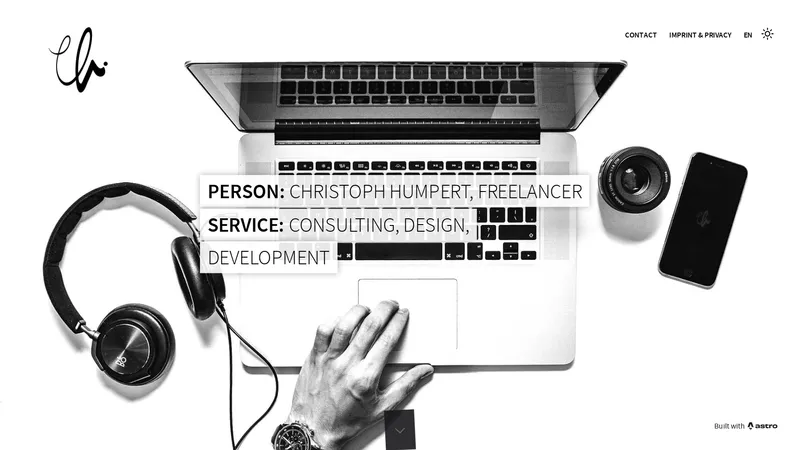 CONTACT IMPRINT & PRIVACY EN
PERSON: CHRISTOPH HUMPERT, FREELANCER
SERVICE: CONSULTING, DESIGN,
DEVELOPMENT
Built with astro